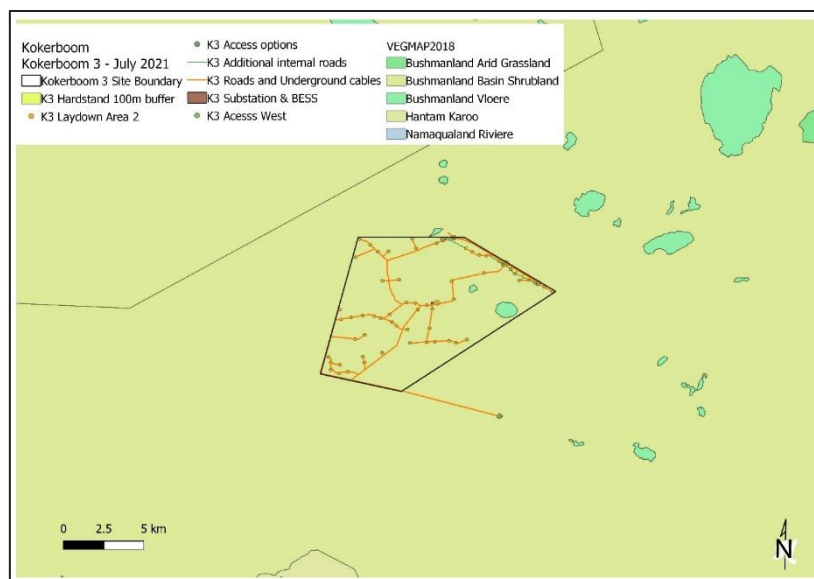 Kokerboom
Kokerboom 3 - July 2021
Kokerboom 3 Site Boundary
K3 Hardstand 100m buffer
K3 Laydown Area 2
K3 Access options
K3 Additional internal roads
K3 Roads and Underground cables
K3 Substation & BESS
K3 Acesss West
VEGMAP2018
Bushmanland Arid Grassland
Bushmanland Basin Shrubland
Bushmanland Vloere
Hantam Karoo
Namaqualand Riviere
0 2.5 5 km
N